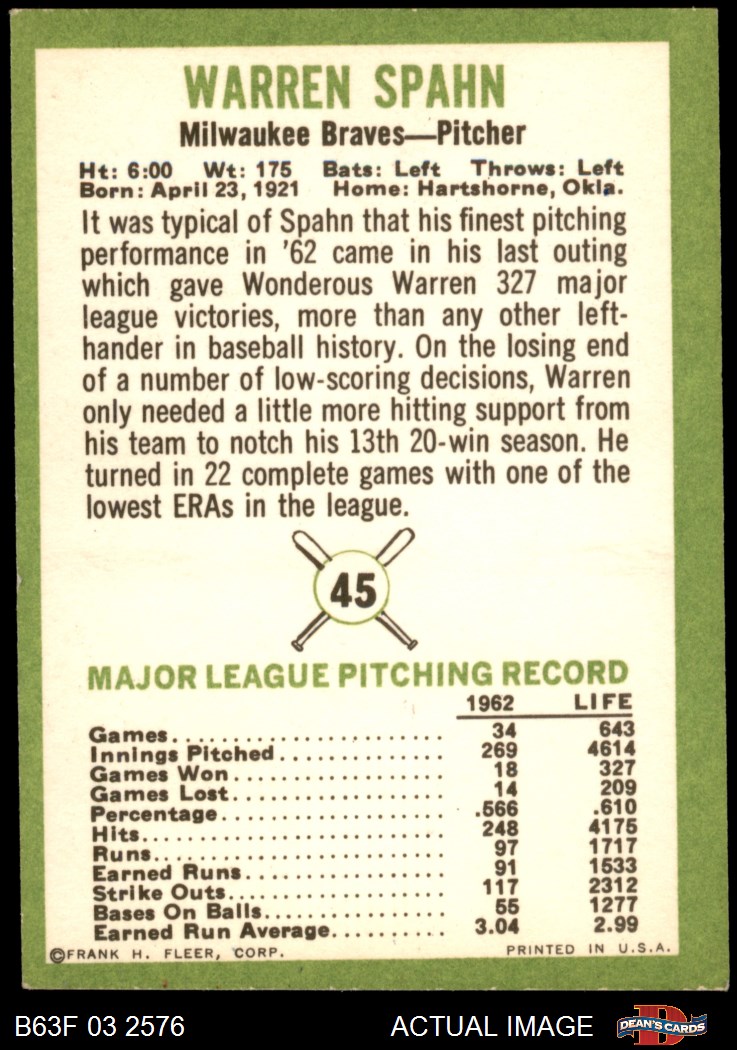 WARREN SPAHN
Milwaukee Braves—Pitcher
Ht: 6:00 Wt: 175 Bats: Left Throws: Left
Born: April 23, 1921 Home: Hartshorne, Okla.
It was typical of Spahn that his finest pitching
performance in '62 came in his last outing
which gave Wonderous Warren 327 major
league victories, more than any other left-
hander in baseball history. On the losing end
of a number of low-scoring decisions, Warren
only needed a little more hitting support from
his team to notch his 13th 20-win season. He
turned in 22 complete games with one of the
lowest ERAs in the league.
45
MAJOR LEAGUE PITCHING RECORD
1962 LIFE
Games 34 643
Innings Pitched 269 4614
Games Won 18 327
Games Lost 14 209
Percentage .566 .610
Hits 248 4175
Runs 97 1717
Earned Runs 91 1533
Strike Outs 117 2312
Bases On Balls 55 1277
Earned Run Average 3.04 2.99
©FRANK H. FLEER, CORP. PRINTED IN U.S.A.
B63F 03 2576 ACTUAL IMAGE D DEAN'S CARDS